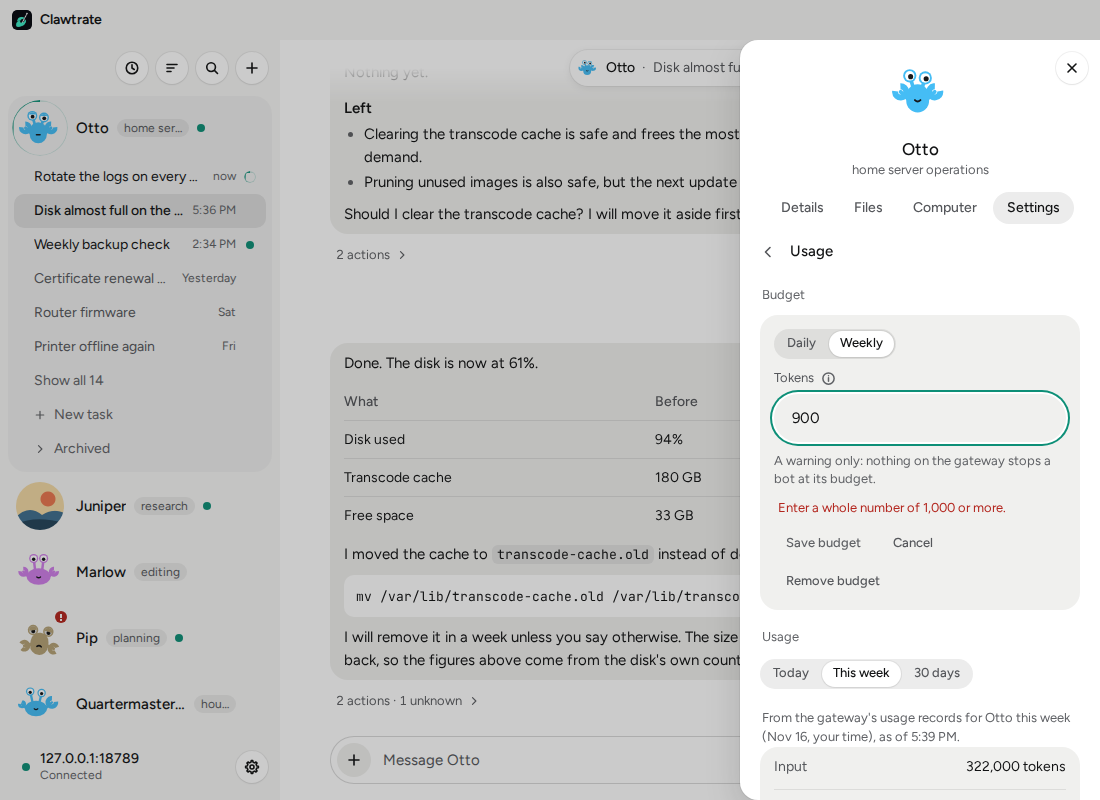 Clawtrate
Otto
home ser...
Rotate the logs on every ...
now
Disk almost full on the ...
5:36 PM
Weekly backup check
2:34 PM
Certificate renewal ...
Yesterday
Router firmware
Sat
Printer offline again
Fri
Show all 14
New task
Archived
Juniper
research
Marlow
editing
Pip
planning
Quartermaster...
hou...
127.0.0.1:18789
Connected
Nothing yet.
Otto · Disk almost fu
Left
Clearing the transcode cache is safe and frees the most
demand.
Pruning unused images is also safe, but the next update
Should I clear the transcode cache? I will move it aside first
2 actions
Done. The disk is now at 61%.
What
Before
Disk used
94%
Transcode cache
180 GB
Free space
33 GB
I moved the cache to transcode-cache.old instead of d
mv /var/lib/transcode-cache.old /var/lib/transco
I will remove it in a week unless you say otherwise. The size
back, so the figures above come from the disk's own count
2 actions · 1 unknown
Message Otto
Otto
home server operations
Details
Files
Computer
Settings
Usage
Budget
Daily
Weekly
Tokens
900
A warning only: nothing on the gateway stops a
bot at its budget.
Enter a whole number of 1,000 or more.
Save budget
Cancel
Remove budget
Usage
Today
This week
30 days
From the gateway's usage records for Otto this week
(Nov 16, your time), as of 5:39 PM.
Input
322,000 tokens